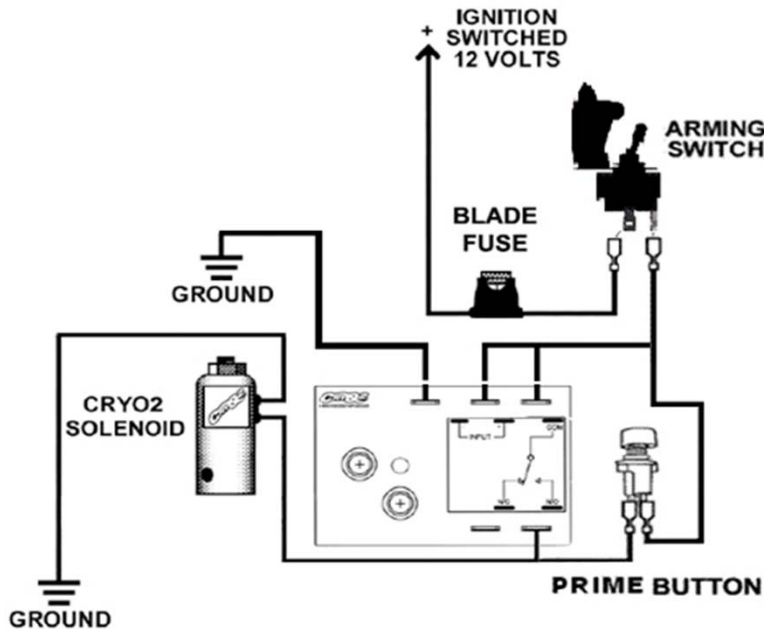 + IGNITION
SWITCHED
12 VOLTS
ARMING
SWITCH
BLADE
FUSE
GROUND
CRYO2
SOLENOID
INPUT
COM
PRIME BUTTON
GROUND